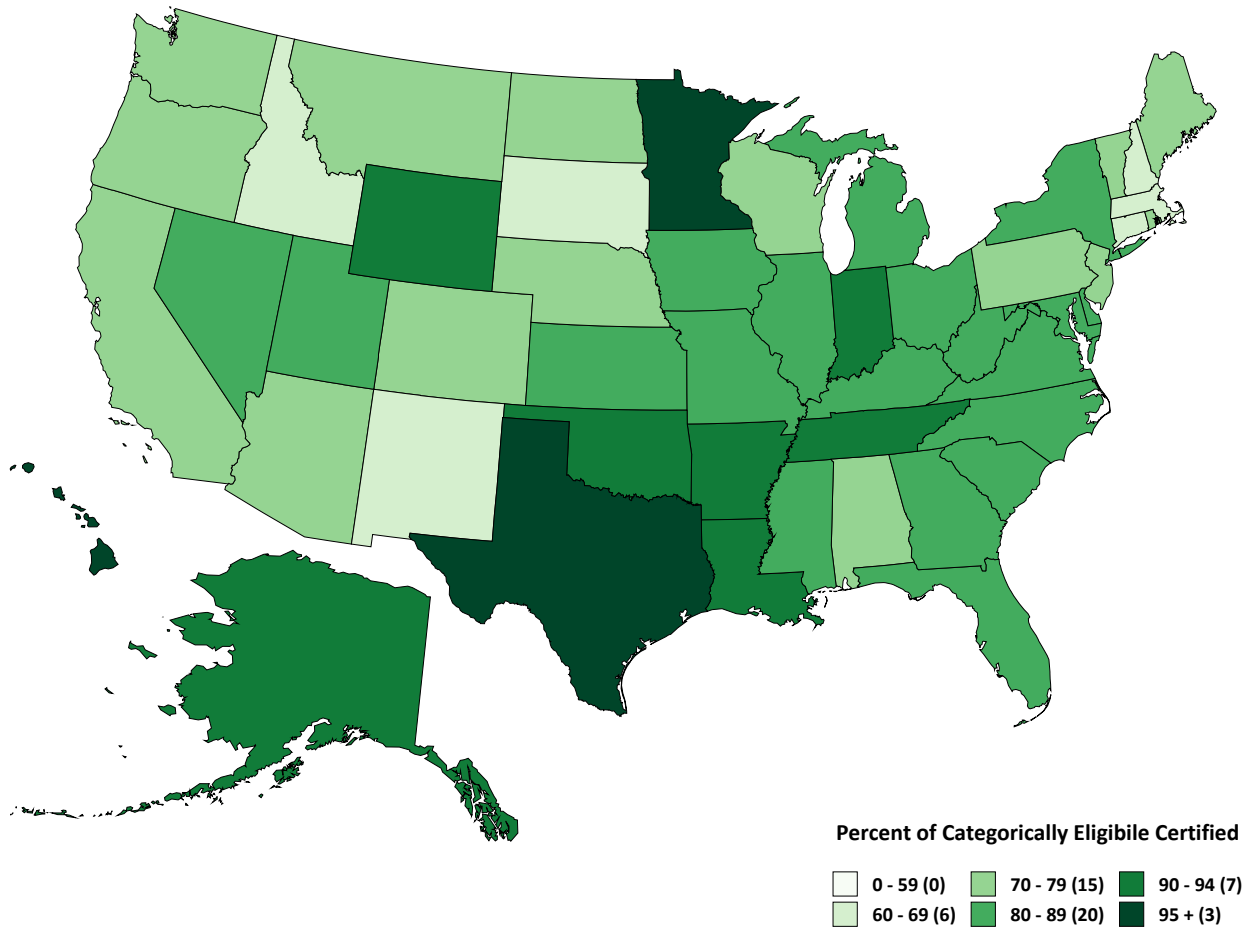 Percent of Categorically Eligibile Certified
0 - 59 (0) 70 - 79 (15) 90 - 94 (7)
60 - 69 (6) 80 - 89 (20) 95 + (3)